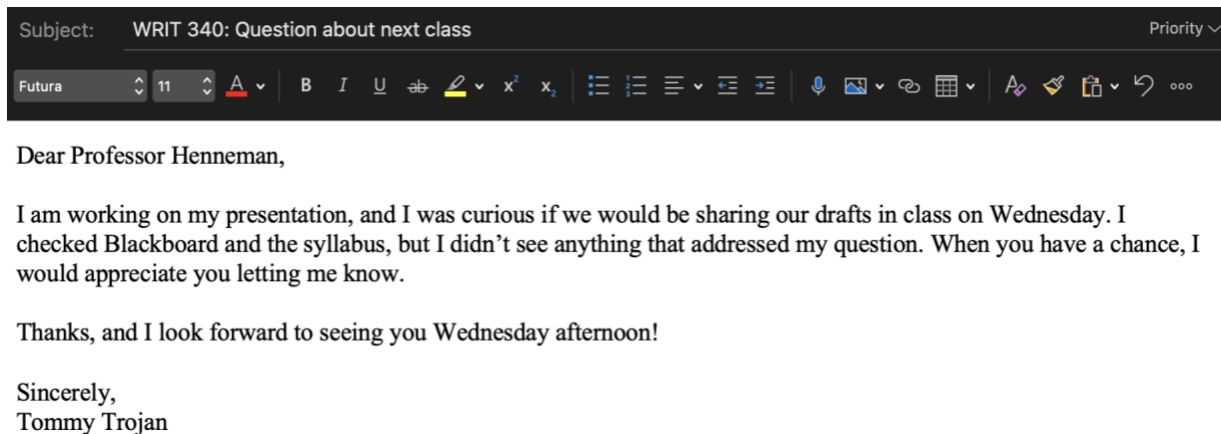 Subject: WRIT 340: Question about next class Priority
Futura 11 A B I U ab x² x₂ A
Dear Professor Henneman,
I am working on my presentation, and I was curious if we would be sharing our drafts in class on Wednesday. I
checked Blackboard and the syllabus, but I didn’t see anything that addressed my question. When you have a chance, I
would appreciate you letting me know.
Thanks, and I look forward to seeing you Wednesday afternoon!
Sincerely,
Tommy Trojan